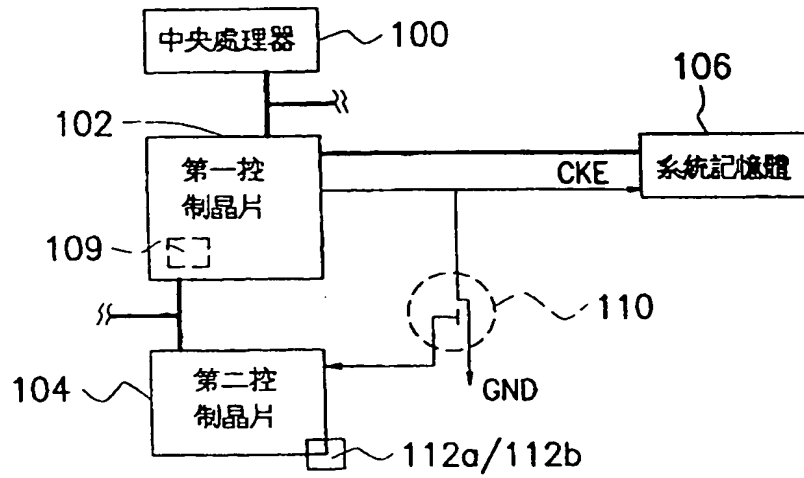 中央處理器
100
106
102
第一控
制晶片
系統記憶體
CKE
109
110
104
第二控
制晶片
GND
112a/112b